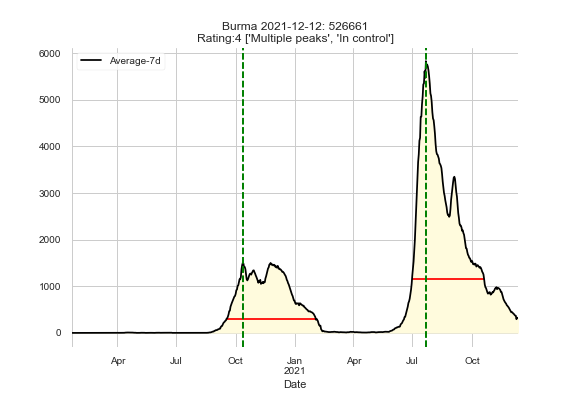 Burma 2021-12-12: 526661
Rating:4 ['Multiple peaks', 'In control']
Average-7d
6000
5000
4000
3000
2000
1000
0
Apr Jul Oct Jan Apr Jul Oct
2021
Date